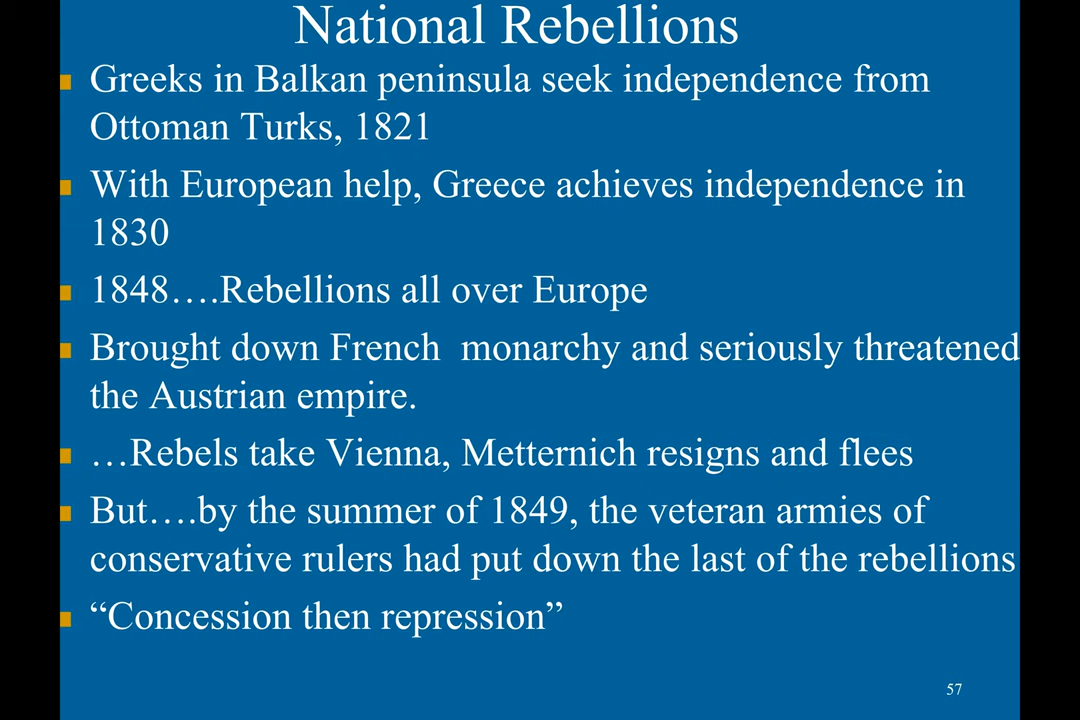 National Rebellions
Greeks in Balkan peninsula seek independence from
Ottoman Turks, 1821
With European help, Greece achieves independence in
1830
1848….Rebellions all over Europe
Brought down French  monarchy and seriously threatened
the Austrian empire.
…Rebels take Vienna, Metternich resigns and flees
But….by the summer of 1849, the veteran armies of
conservative rulers had put down the last of the rebellions
“Concession then repression”
57